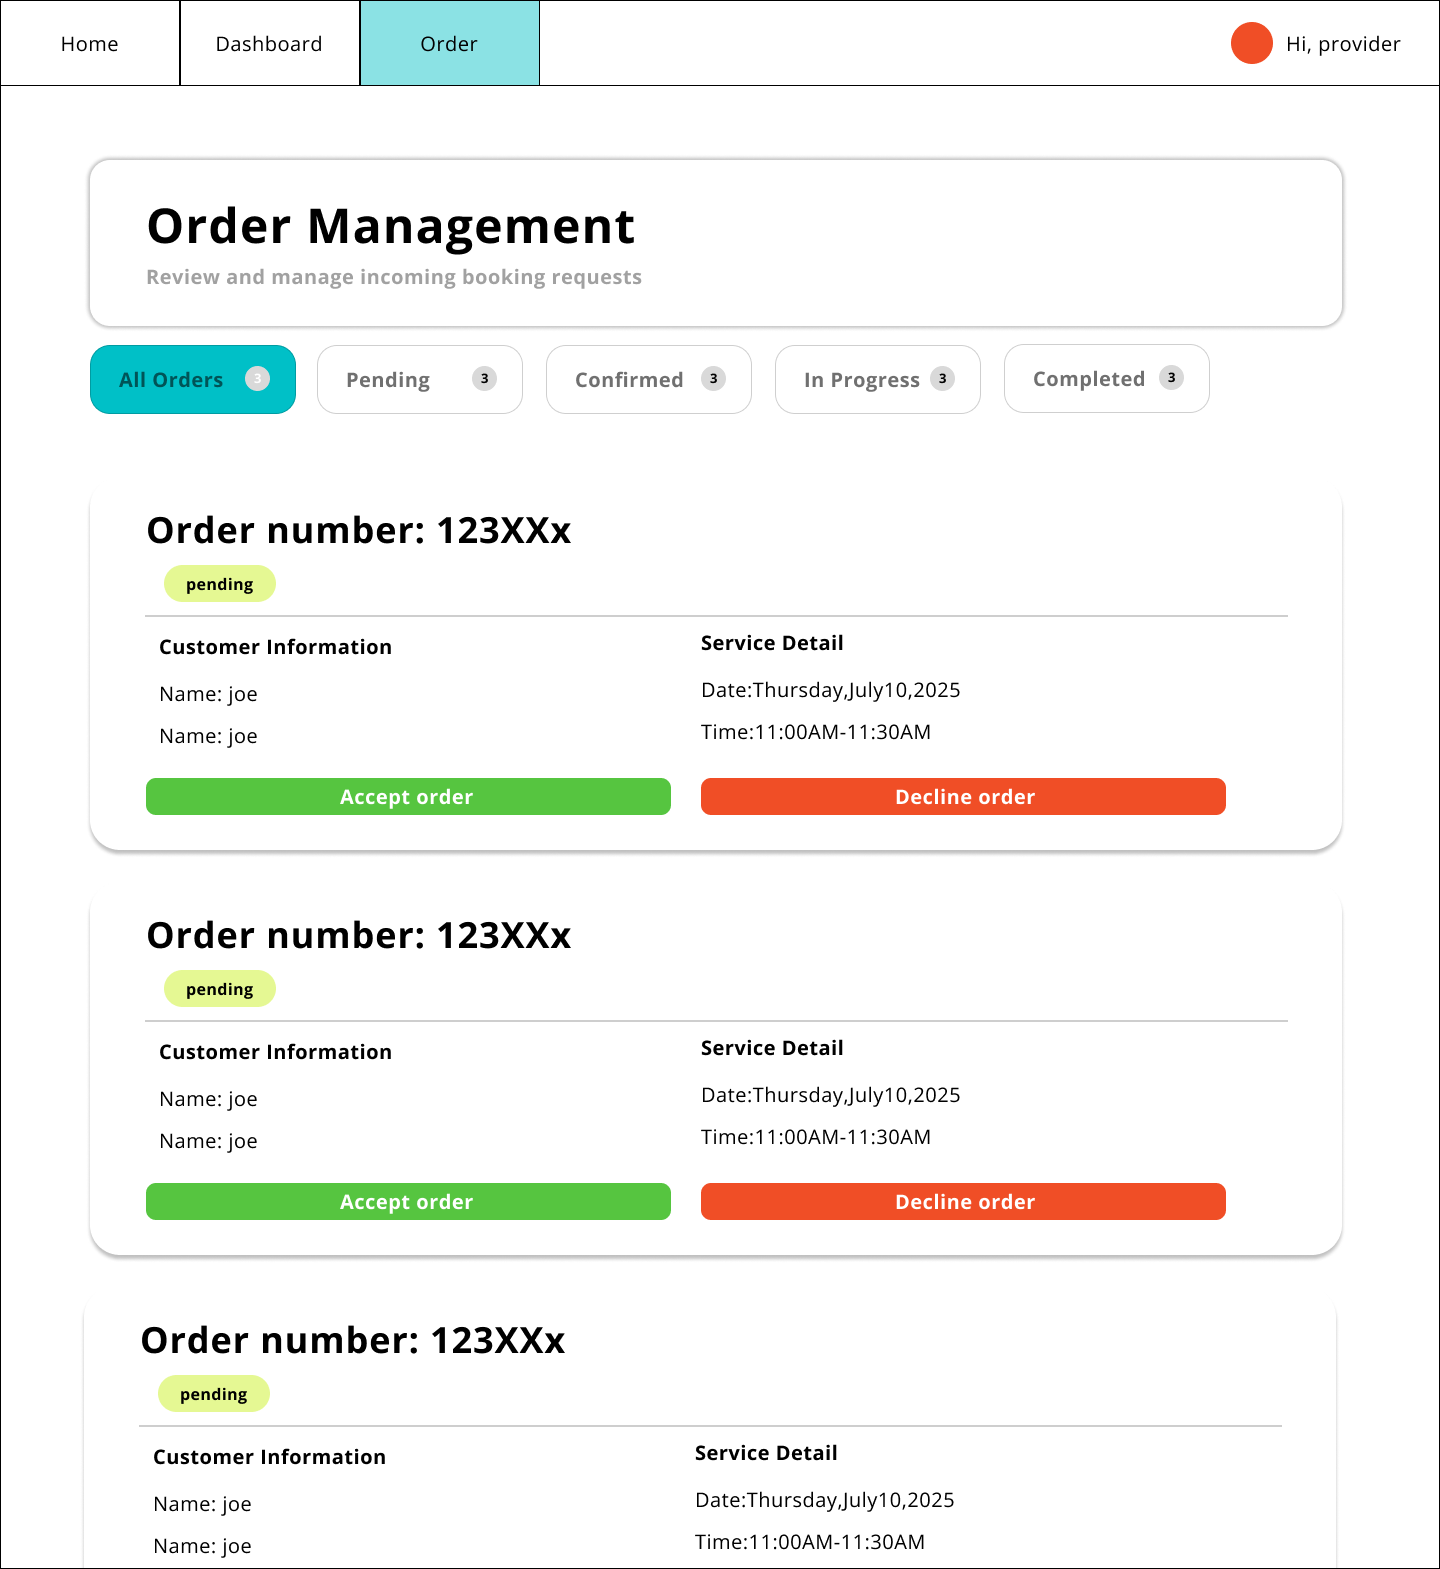 Home Dashboard Order Hi, provider
Order Management
Review and manage incoming booking requests
All Orders 3 Pending 3 Confirmed 3 In Progress 3 Completed 3
Order number: 123XXx
pending
Customer Information Service Detail
Name: joe Date:Thursday,July10,2025
Name: joe Time:11:00AM-11:30AM
Accept order Decline order
Order number: 123XXx
pending
Customer Information Service Detail
Name: joe Date:Thursday,July10,2025
Name: joe Time:11:00AM-11:30AM
Accept order Decline order
Order number: 123XXx
pending
Customer Information Service Detail
Name: joe Date:Thursday,July10,2025
Name: joe Time:11:00AM-11:30AM